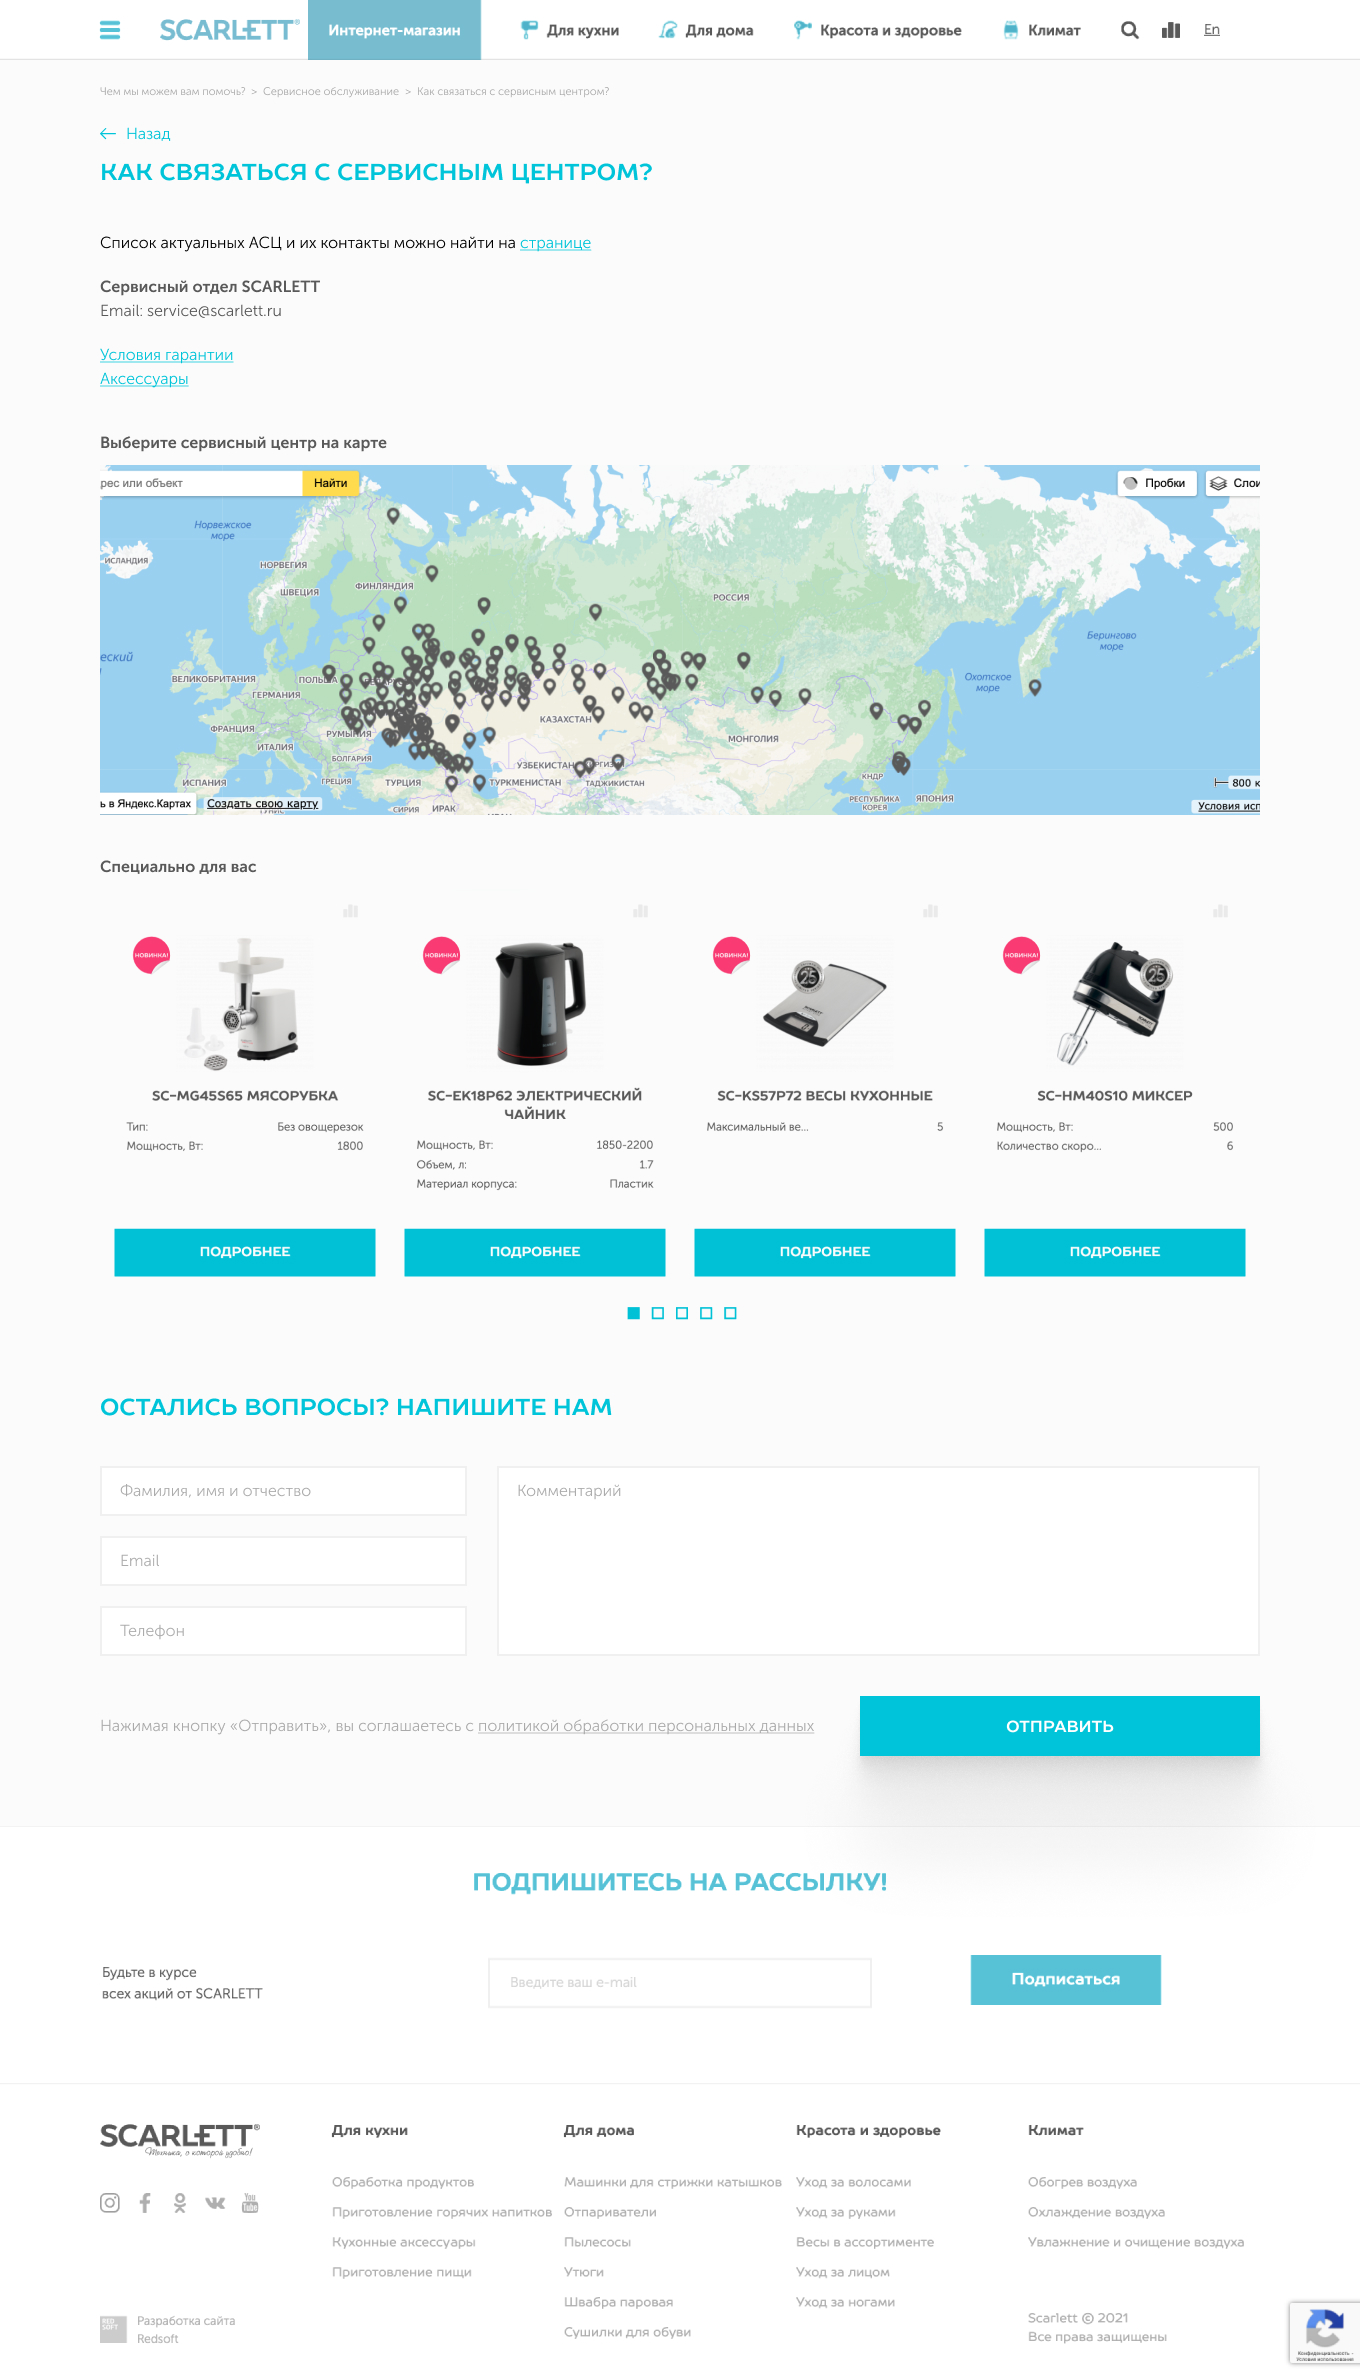 SCARLETT®
Интернет-магазин
Для кухни
Для дома
Красота и здоровье
Климат
En
Чем мы можем вам помочь? > Сервисное обслуживание > Как связаться с сервисным центром?
Назад
КАК СВЯЗАТЬСЯ С СЕРВИСНЫМ ЦЕНТРОМ?
Список актуальных АСЦ и их контакты можно найти на странице
Сервисный отдел SCARLETT
Email: service@scarlett.ru
Условия гарантии
Аксессуары
Выберите сервисный центр на карте
рес или объект
Найти
Пробки
Слои
Норвежское
море
ИСЛАНДИЯ
НОРВЕГИЯ
ШВЕЦИЯ
ФИНЛЯНДИЯ
РОССИЯ
Берингово
море
еский
ВЕЛИКОБРИТАНИЯ
ПОЛЬША
Охотское
море
ГЕРМАНИЯ
КАЗАХСТАН
ФРАНЦИЯ
РУМЫНИЯ
МОНГОЛИЯ
ИТАЛИЯ
БОЛГАРИЯ
УЗБЕКИСТАН
ИСПАНИЯ
ГРЕЦИЯ
ТУРЦИЯ
ТУРКМЕНИСТАН
ТАДЖИКИСТАН
КНДР
800 к
РЕСПУБЛИКА
КОРЕЯ
ЯПОНИЯ
ь в Яндекс.Картах
Создать свою карту
СИРИЯ
ИРАК
Условия исп
Специально для вас
НОВИНКА!
НОВИНКА!
НОВИНКА!
25
НОВИНКА!
25
SC-MG45S65 МЯСОРУБКА
Тип: Без овощерезок
Мощность, Вт: 1800
SC-EK18P62 ЭЛЕКТРИЧЕСКИЙ
ЧАЙНИК
Мощность, Вт: 1850-2200
Объем, л: 1.7
Материал корпуса: Пластик
SC-KS57P72 ВЕСЫ КУХОННЫЕ
Максимальный ве... 5
SC-HM40S10 МИКСЕР
Мощность, Вт: 500
Количество скоро... 6
ПОДРОБНЕЕ
ПОДРОБНЕЕ
ПОДРОБНЕЕ
ПОДРОБНЕЕ
ОСТАЛИСЬ ВОПРОСЫ? НАПИШИТЕ НАМ
Фамилия, имя и отчество
Email
Телефон
Комментарий
Нажимая кнопку «Отправить», вы соглашаетесь с политикой обработки персональных данных
ОТПРАВИТЬ
ПОДПИШИТЕСЬ НА РАССЫЛКУ!
Будьте в курсе
всех акций от SCARLETT
Введите ваш e-mail
Подписаться
SCARLETT®
Техника, о которой удобно!
You
Tube
RED
SOFT
Разработка сайта
Redsoft
Для кухни
Обработка продуктов
Приготовление горячих напитков
Кухонные аксессуары
Приготовление пищи
Для дома
Машинки для стрижки катышков
Отпариватели
Пылесосы
Утюги
Швабра паровая
Сушилки для обуви
Красота и здоровье
Уход за волосами
Уход за руками
Весы в ассортименте
Уход за лицом
Уход за ногами
Климат
Обогрев воздуха
Охлаждение воздуха
Увлажнение и очищение воздуха
Scarlett © 2021
Все права защищены
Конфиденциальность -
Условия использования